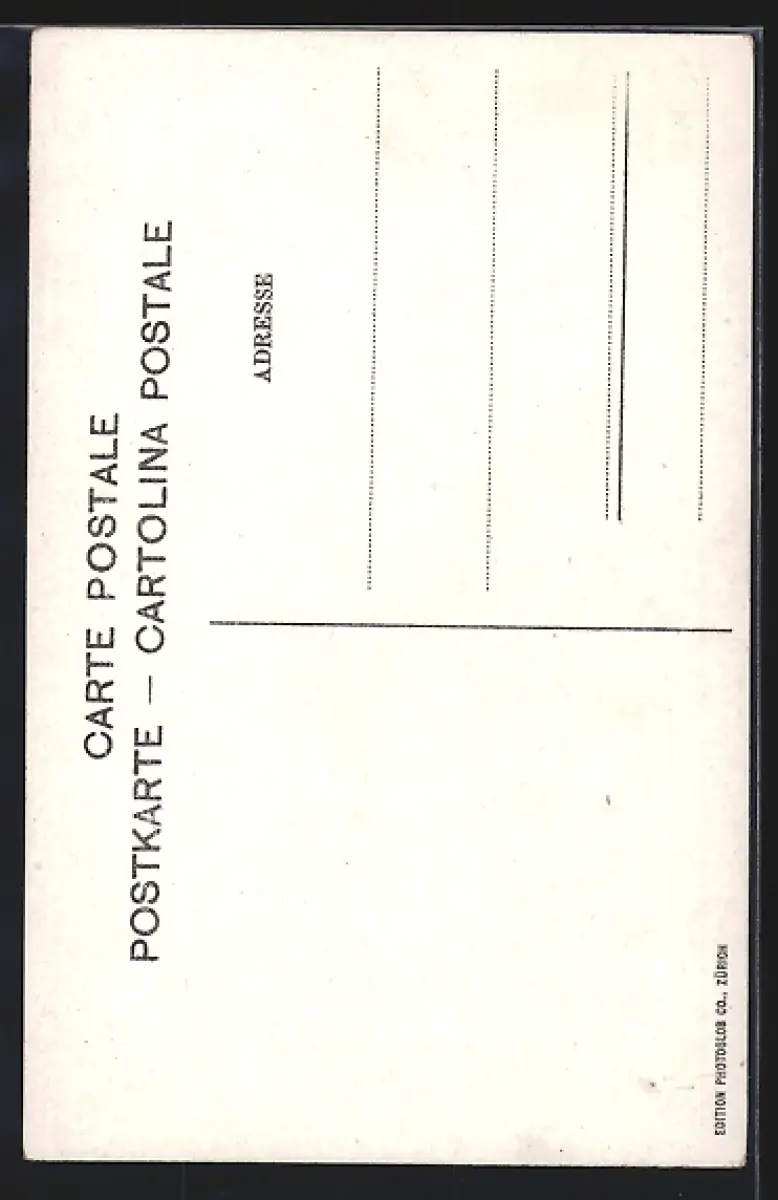 CARTE POSTALE
POSTKARTE — CARTOLINA POSTALE
ADRESSE
EDITION PHOTOGLOB CO., ZÜRICH